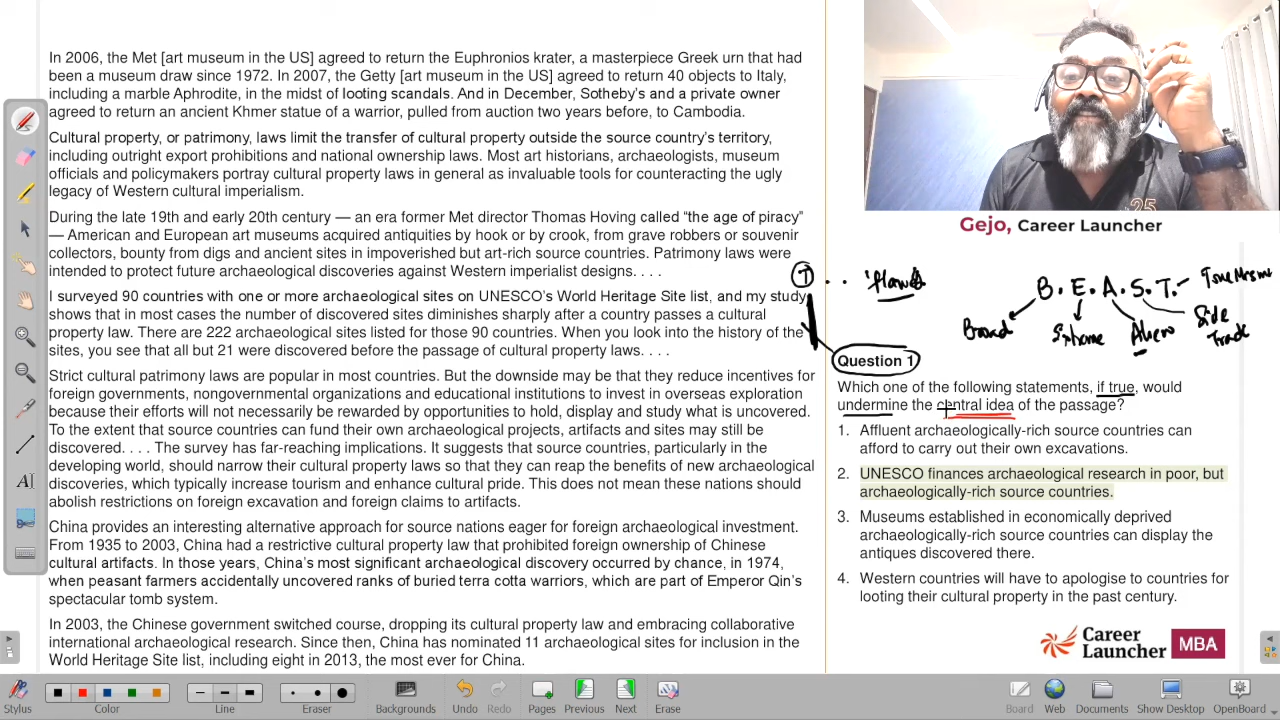 In 2006, the Met [art museum in the US] agreed to return the Euphronios krater, a masterpiece Greek urn that had
been a museum draw since 1972. In 2007, the Getty [art museum in the US] agreed to return 40 objects to Italy,
including a marble Aphrodite, in the midst of looting scandals. And in December, Sotheby's and a private owner
agreed to return an ancient Khmer statue of a warrior, pulled from auction two years before, to Cambodia.
Cultural property, or patrimony, laws limit the transfer of cultural property outside the source country's territory,
including outright export prohibitions and national ownership laws. Most art historians, archaeologists, museum
officials and policymakers portray cultural property laws in general as invaluable tools for counteracting the ugly
legacy of Western cultural imperialism.
During the late 19th and early 20th century — an era former Met director Thomas Hoving called “the age of piracy”
— American and European art museums acquired antiquities by hook or by crook, from grave robbers or souvenir
collectors, bounty from digs and ancient sites in impoverished but art-rich source countries. Patrimony laws were
intended to protect future archaeological discoveries against Western imperialist designs. . . .
I surveyed 90 countries with one or more archaeological sites on UNESCO's World Heritage Site list, and my study
shows that in most cases the number of discovered sites diminishes sharply after a country passes a cultural
property law. There are 222 archaeological sites listed for those 90 countries. When you look into the history of the
sites, you see that all but 21 were discovered before the passage of cultural property laws. . . .
Strict cultural patrimony laws are popular in most countries. But the downside may be that they reduce incentives for
foreign governments, nongovernmental organizations and educational institutions to invest in overseas exploration
because their efforts will not necessarily be rewarded by opportunities to hold, display and study what is uncovered.
To the extent that source countries can fund their own archaeological projects, artifacts and sites may still be
discovered. . . . The survey has far-reaching implications. It suggests that source countries, particularly in the
developing world, should narrow their cultural property laws so that they can reap the benefits of new archaeological
discoveries, which typically increase tourism and enhance cultural pride. This does not mean these nations should
abolish restrictions on foreign excavation and foreign claims to artifacts.
China provides an interesting alternative approach for source nations eager for foreign archaeological investment.
From 1935 to 2003, China had a restrictive cultural property law that prohibited foreign ownership of Chinese
cultural artifacts. In those years, China's most significant archaeological discovery occurred by chance, in 1974,
when peasant farmers accidentally uncovered ranks of buried terra cotta warriors, which are part of Emperor Qin's
spectacular tomb system.
In 2003, the Chinese government switched course, dropping its cultural property law and embracing collaborative
international archaeological research. Since then, China has nominated 11 archaeological sites for inclusion in the
World Heritage Site list, including eight in 2013, the most ever for China.
25
Gejo, Career Launcher
T
B. E. A. S. T.
Broad
Extreme
Alien
Side
Track
Question 1
Which one of the following statements, if true, would
undermine the central idea of the passage?
1. Affluent archaeologically-rich source countries can
afford to carry out their own excavations.
2. UNESCO finances archaeological research in poor, but
archaeologically-rich source countries.
3. Museums established in economically deprived
archaeologically-rich source countries can display the
antiques discovered there.
4. Western countries will have to apologise to countries for
looting their cultural property in the past century.
Career
Launcher
MBA
Stylus
Color
Line
Eraser
Backgrounds
Undo
Redo
Pages
Previous
Next
Erase
Board
Web
Documents
Show Desktop
OpenBoard